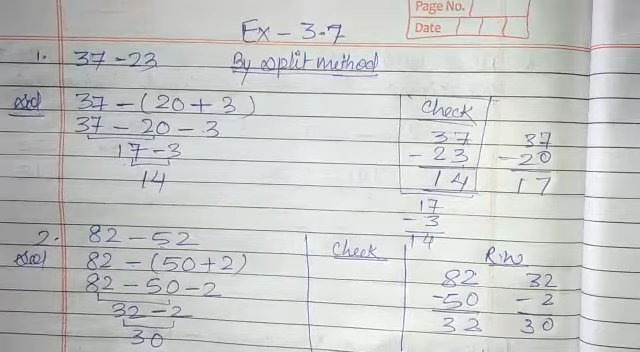 Page No.
Date
Ex - 3.7
1. 37 - 23 By split method
sol 37 - (20 + 3)
37 - 20 - 3
17 - 3
14
Check
37
- 23
14
37
- 20
17
17
- 3
14
2. 82 - 52
sol 82 - (50 + 2)
82 - 50 - 2
32 - 2
30
Check
R.W
82
- 50
32
32
- 2
30